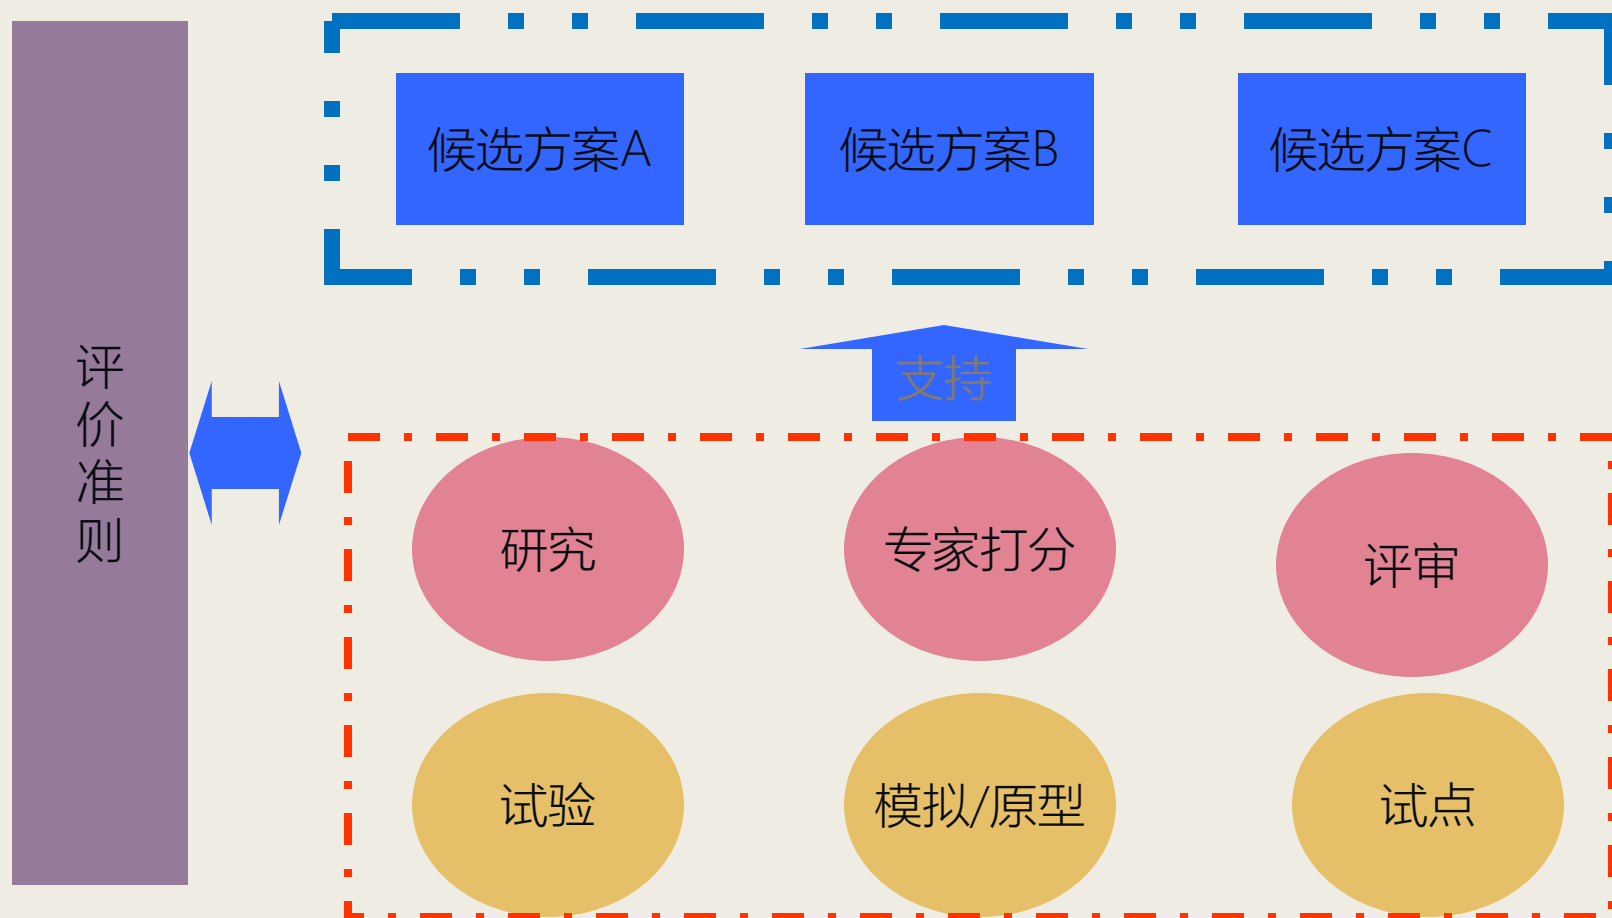 候选方案A
候选方案B
候选方案C
评
价
准
则
支持
研究
专家打分
评审
试验
模拟/原型
试点